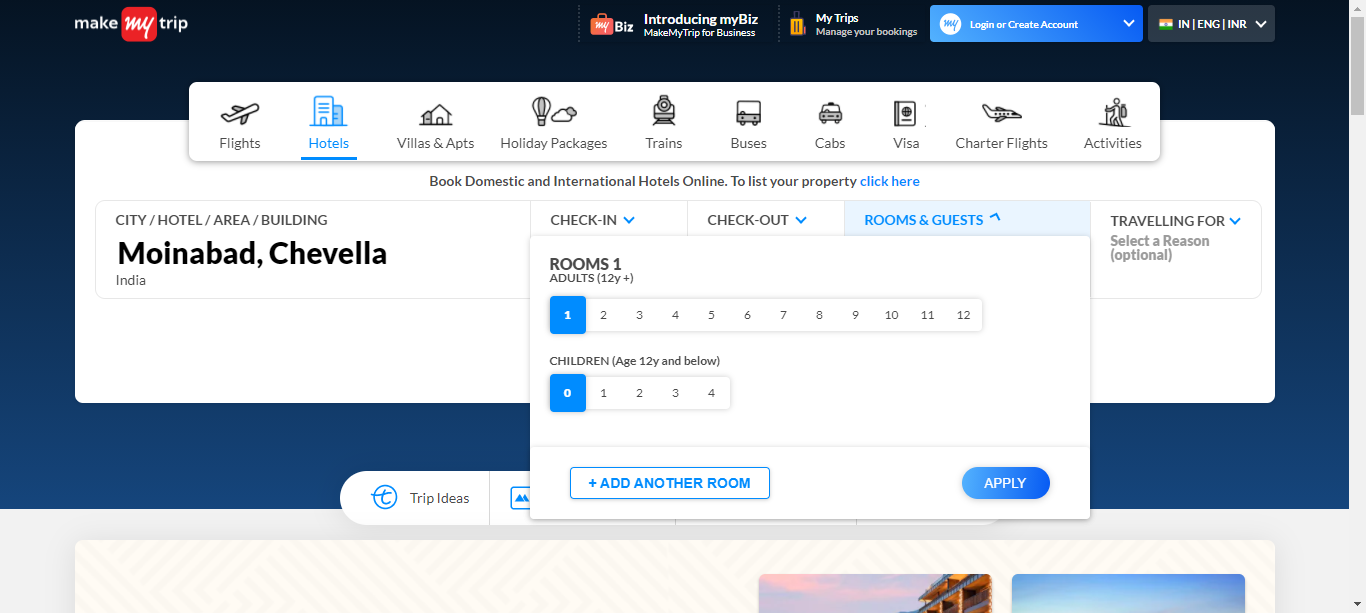 make my trip
my Biz
Introducing myBiz
MakeMyTrip for Business
My Trips
Manage your bookings
my
Login or Create Account
IN | ENG | INR
Flights
Hotels
Villas & Apts
Holiday Packages
Trains
Buses
Cabs
Visa
Charter Flights
Activities
Book Domestic and International Hotels Online. To list your property click here
CITY / HOTEL / AREA / BUILDING
Moinabad, Chevella
India
CHECK-IN
CHECK-OUT
ROOMS & GUESTS
TRAVELLING FOR
Select a Reason
(optional)
ROOMS 1
ADULTS (12y +)
1 2 3 4 5 6 7 8 9 10 11 12
CHILDREN (Age 12y and below)
0 1 2 3 4
+ ADD ANOTHER ROOM
APPLY
Trip Ideas